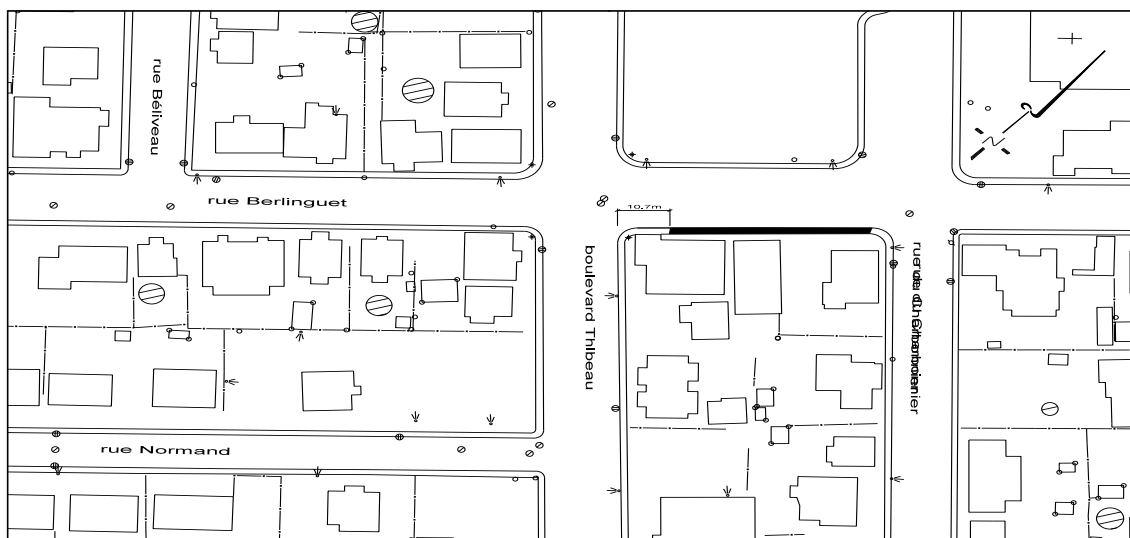 rue Béliveau
rue Berlinguet
10.7m
boulevard Thibeau
rue Normand